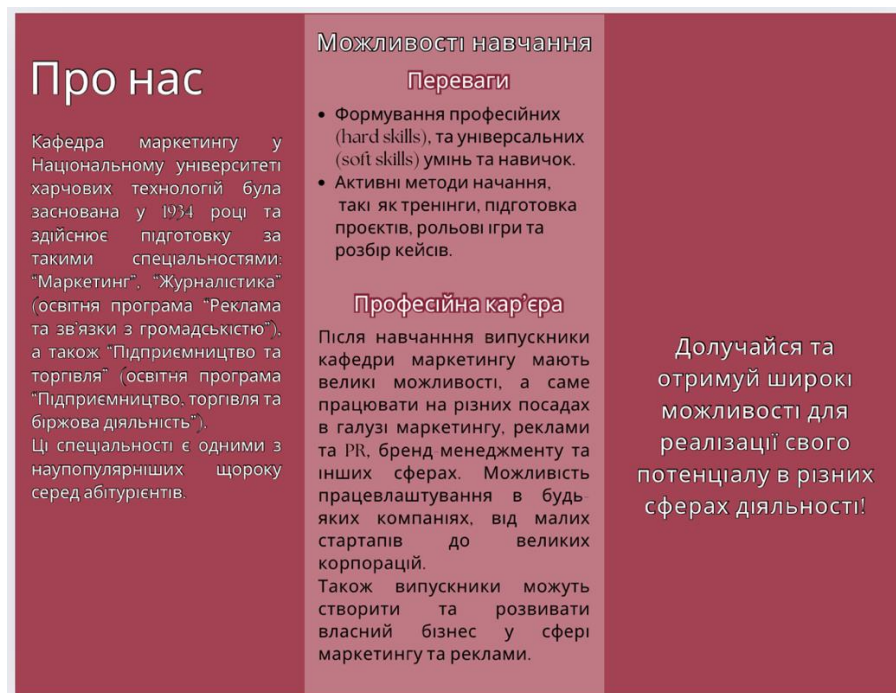 Про нас
Кафедра маркетингу у
Національному університеті
харчових технологій була
заснована у 1934 році та
здійснює підготовку за
такими спеціальностями:
"Маркетинг", "Журналістика"
(освітня програма "Реклама
та зв'язки з громадськістю"),
а також "Підприємництво та
торгівля" (освітня програма
"Підприємництво, торгівля та
біржова діяльність").
Ці спеціальності є одними з
наупопулярніших щороку
серед абітурієнтів.
Можливості навчання
Переваги
• Формування професійних
(hard skills), та універсальних
(soft skills) умінь та навичок.
• Активні методи начання,
такі як тренінги, підготовка
проєктів, рольові ігри та
розбір кейсів.
Професійна кар'єра
Після навчанння випускники
кафедри маркетингу мають
великі можливості, а саме
працювати на різних посадах
в галузі маркетингу, реклами
та PR, бренд-менеджменту та
інших сферах. Можливість
працевлаштування в будь-
яких компаніях, від малих
стартапів до великих
корпорацій.
Також випускники можуть
створити та розвивати
власний бізнес у сфері
маркетингу та реклами.
Долучайся та
отримуй широкі
можливості для
реалізації свого
потенціалу в різних
сферах діяльності!